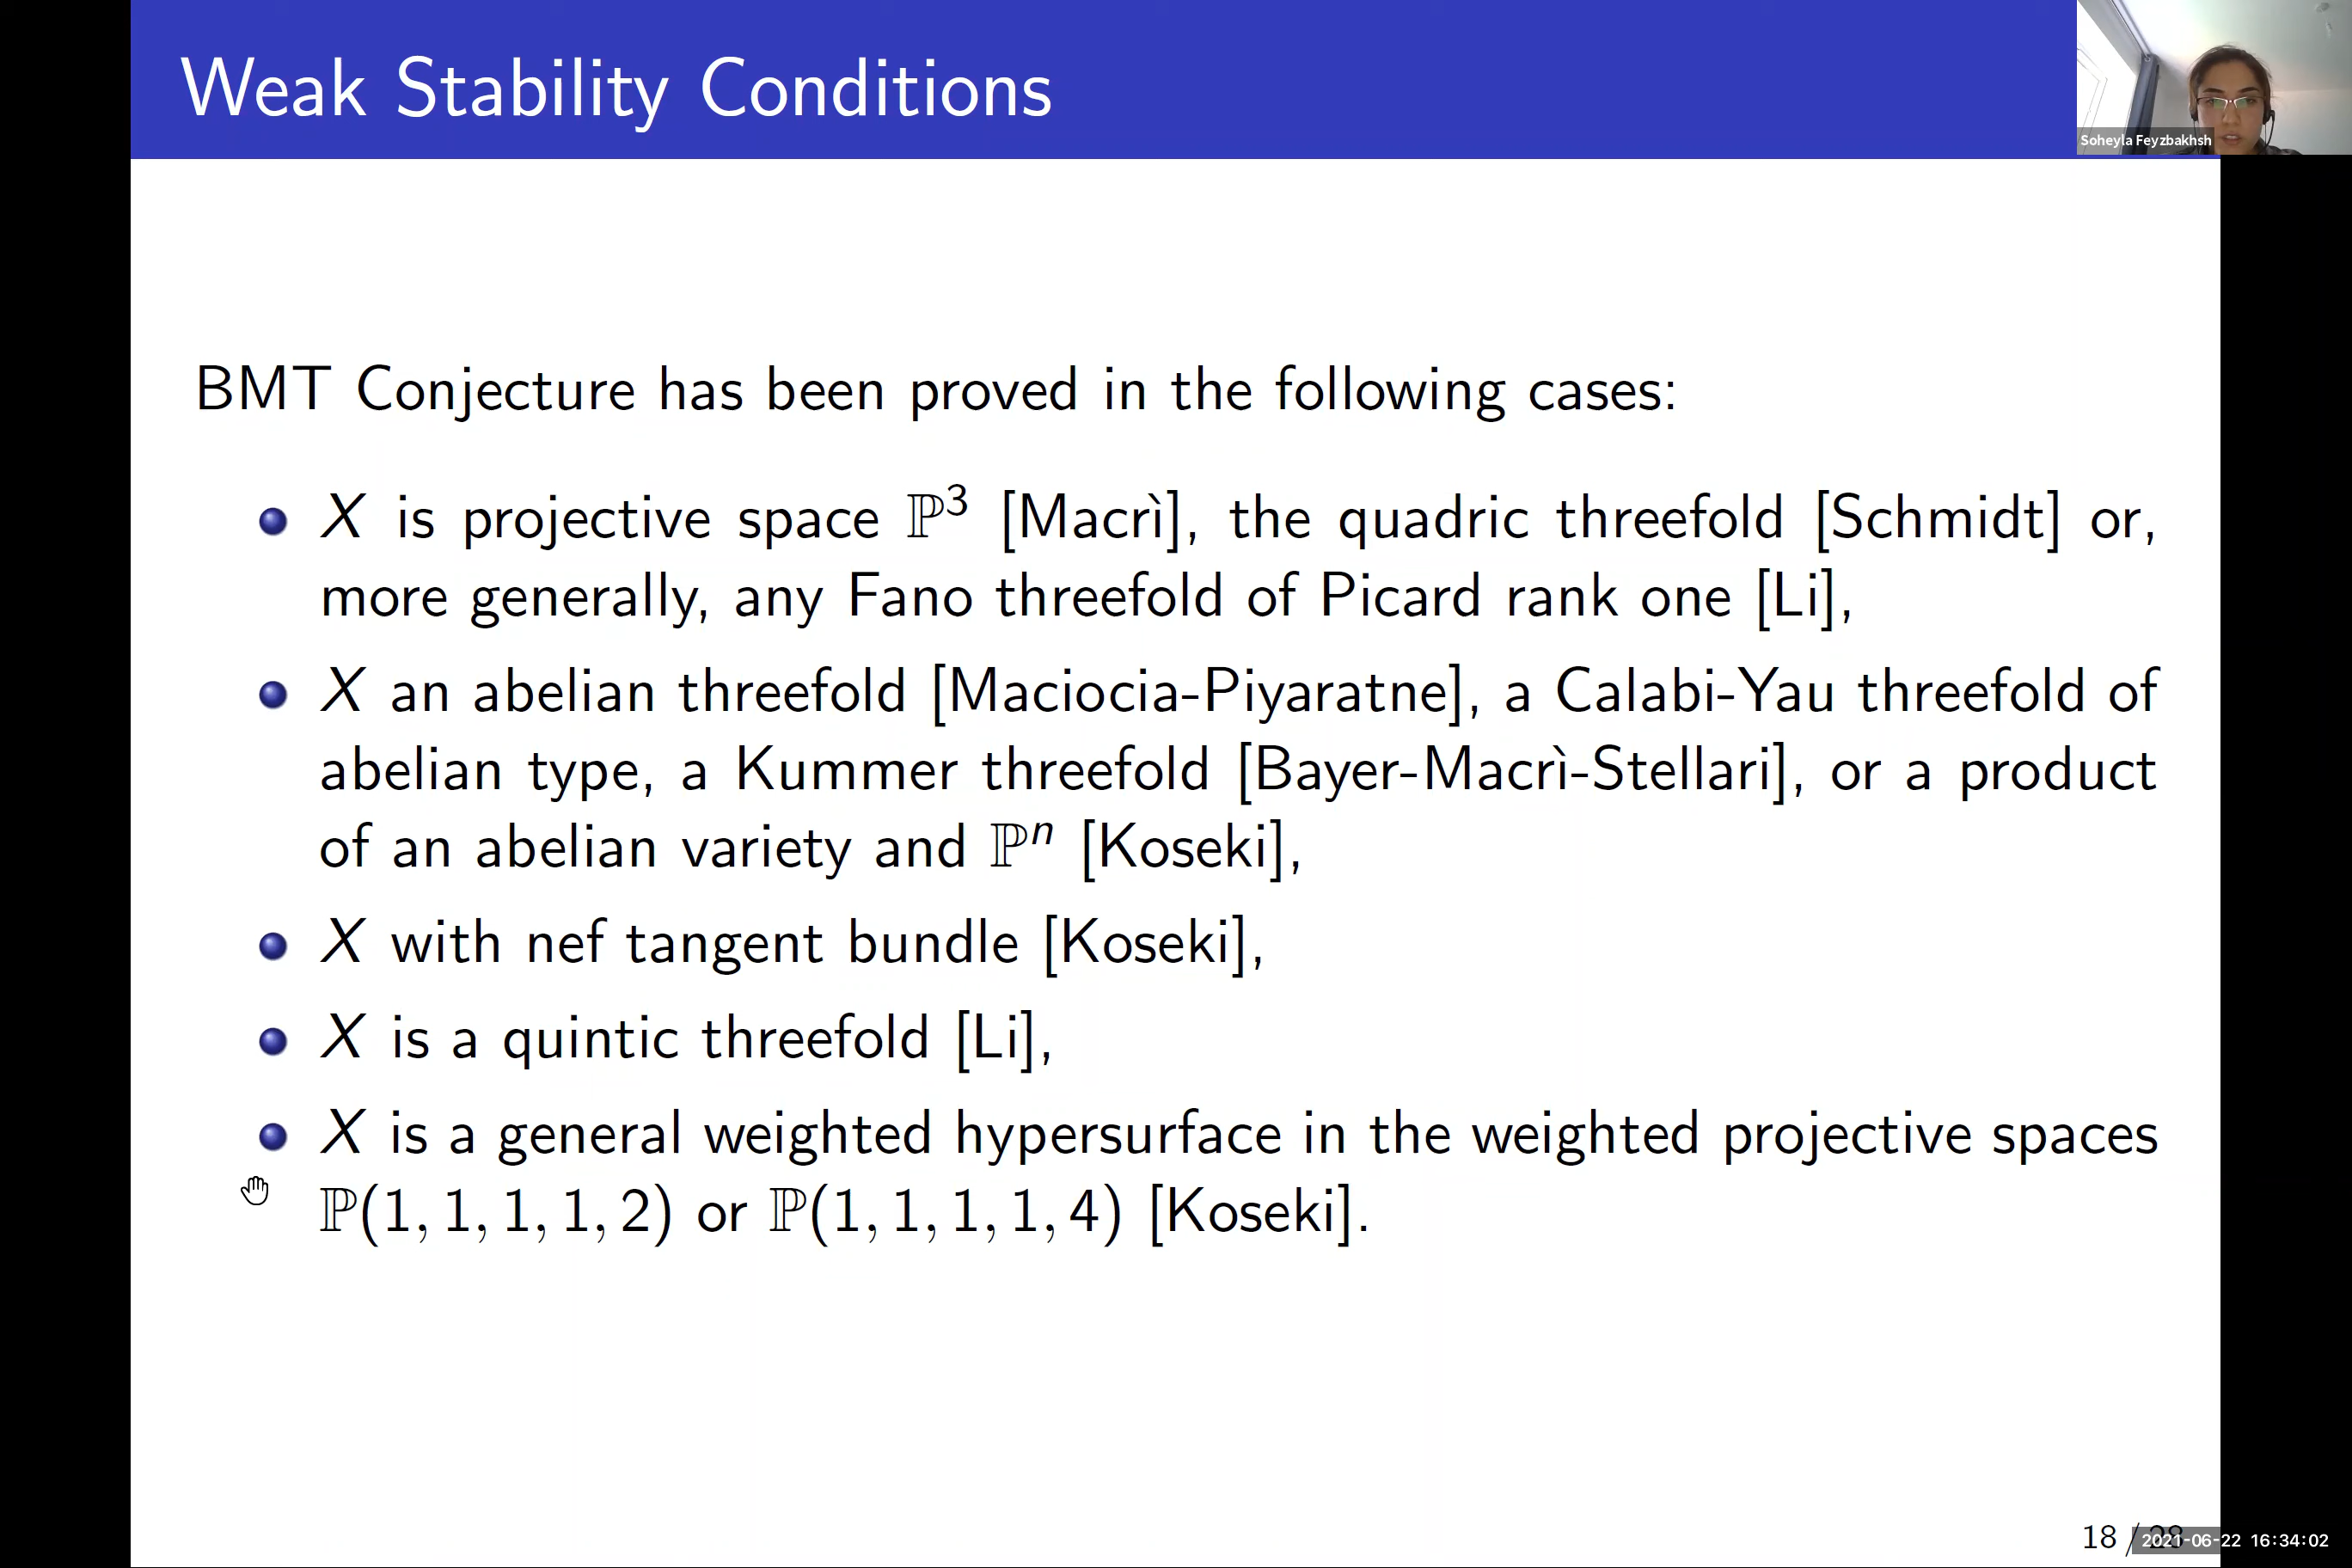 Weak Stability Conditions
Soheyla Feyzbakhsh
BMT Conjecture has been proved in the following cases:
X is projective space ℙ³ [Macrì], the quadric threefold [Schmidt] or,
more generally, any Fano threefold of Picard rank one [Li],
X an abelian threefold [Maciocia-Piyaratne], a Calabi-Yau threefold of
abelian type, a Kummer threefold [Bayer-Macrì-Stellari], or a product
of an abelian variety and ℙⁿ [Koseki],
X with nef tangent bundle [Koseki],
X is a quintic threefold [Li],
X is a general weighted hypersurface in the weighted projective spaces
ℙ(1, 1, 1, 1, 2) or ℙ(1, 1, 1, 1, 4) [Koseki].
18 / 28
2021-06-22 16:34:02